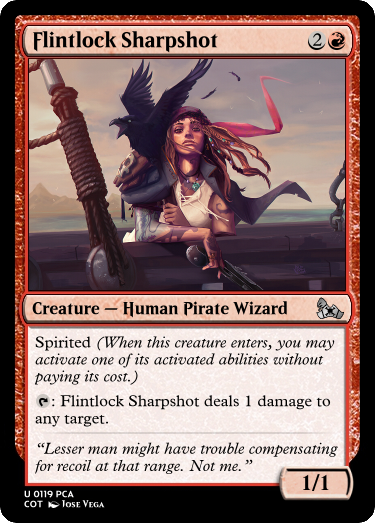 Flintlock Sharpshot 2
Creature — Human Pirate Wizard
Spirited (When this creature enters, you may
activate one of its activated abilities without
paying its cost.)
: Flintlock Sharpshot deals 1 damage to
any target.
“Lesser man might have trouble compensating
for recoil at that range. Not me.”
1/1
U 0119 PCA
COT Jose Vega